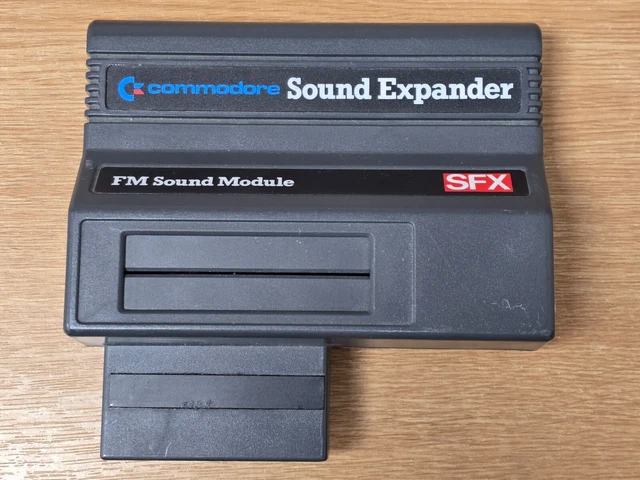 commodore Sound Expander
FM Sound Module
SFX